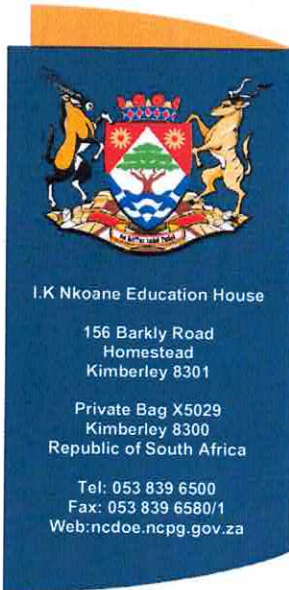 I.K Nkoane Education House
156 Barkly Road
Homestead
Kimberley 8301
Private Bag X5029
Kimberley 8300
Republic of South Africa
Tel: 053 839 6500
Fax: 053 839 6580/1
Web:ncdoe.ncpg.gov.za